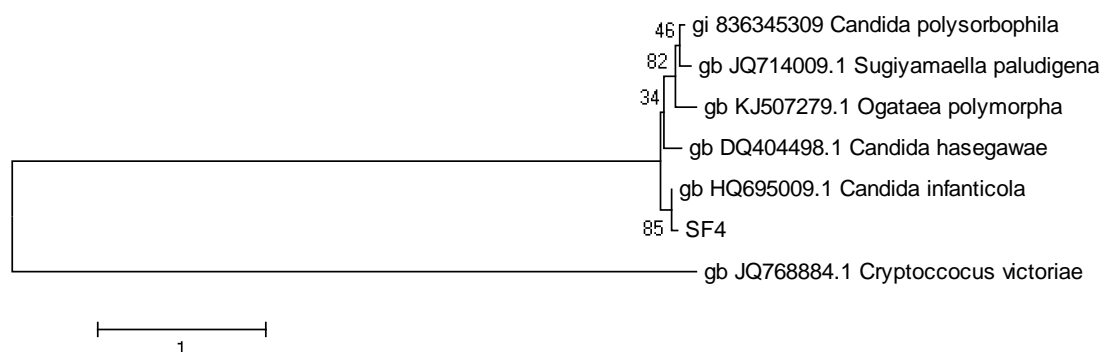 46
gi 836345309 Candida polysorbophila
82
gb JQ714009.1 Sugiyamaella paludigena
34
gb KJ507279.1 Ogataea polymorpha
gb DQ404498.1 Candida hasegawae
gb HQ695009.1 Candida infanticola
85
SF4
gb JQ768884.1 Cryptoccocus victoriae
1